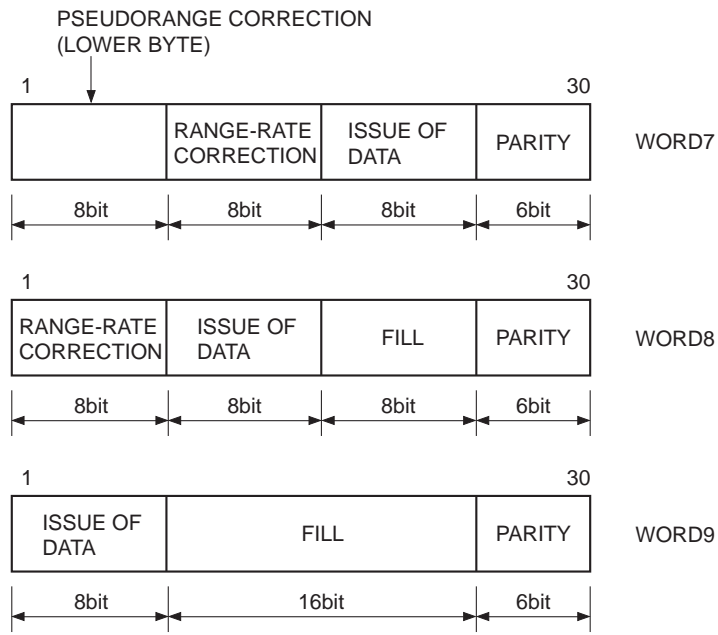 PSEUDORANGE CORRECTION
(LOWER BYTE)
1 30
RANGE-RATE CORRECTION ISSUE OF DATA PARITY WORD7
8bit 8bit 8bit 6bit
1 30
RANGE-RATE CORRECTION ISSUE OF DATA FILL PARITY WORD8
8bit 8bit 8bit 6bit
1 30
ISSUE OF DATA FILL PARITY WORD9
8bit 16bit 6bit